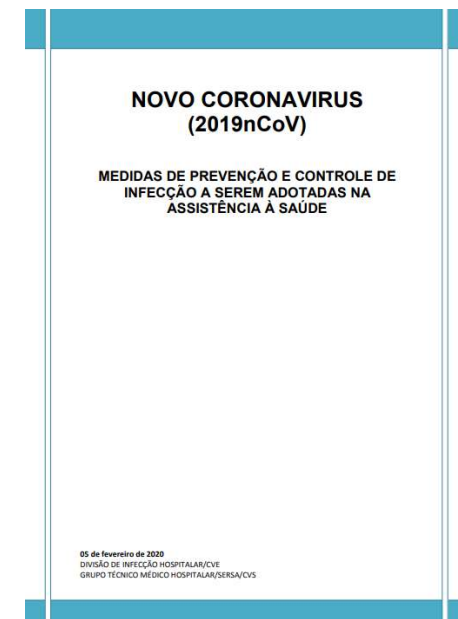 NOVO CORONAVIRUS
(2019nCoV)
MEDIDAS DE PREVENÇÃO E CONTROLE DE
INFECÇÃO A SEREM ADOTADAS NA
ASSISTÊNCIA À SAÚDE
05 de fevereiro de 2020
DIVISÃO DE INFECÇÃO HOSPITALAR/CVE
GRUPO TÉCNICO MÉDICO HOSPITALAR/SERSA/CVS